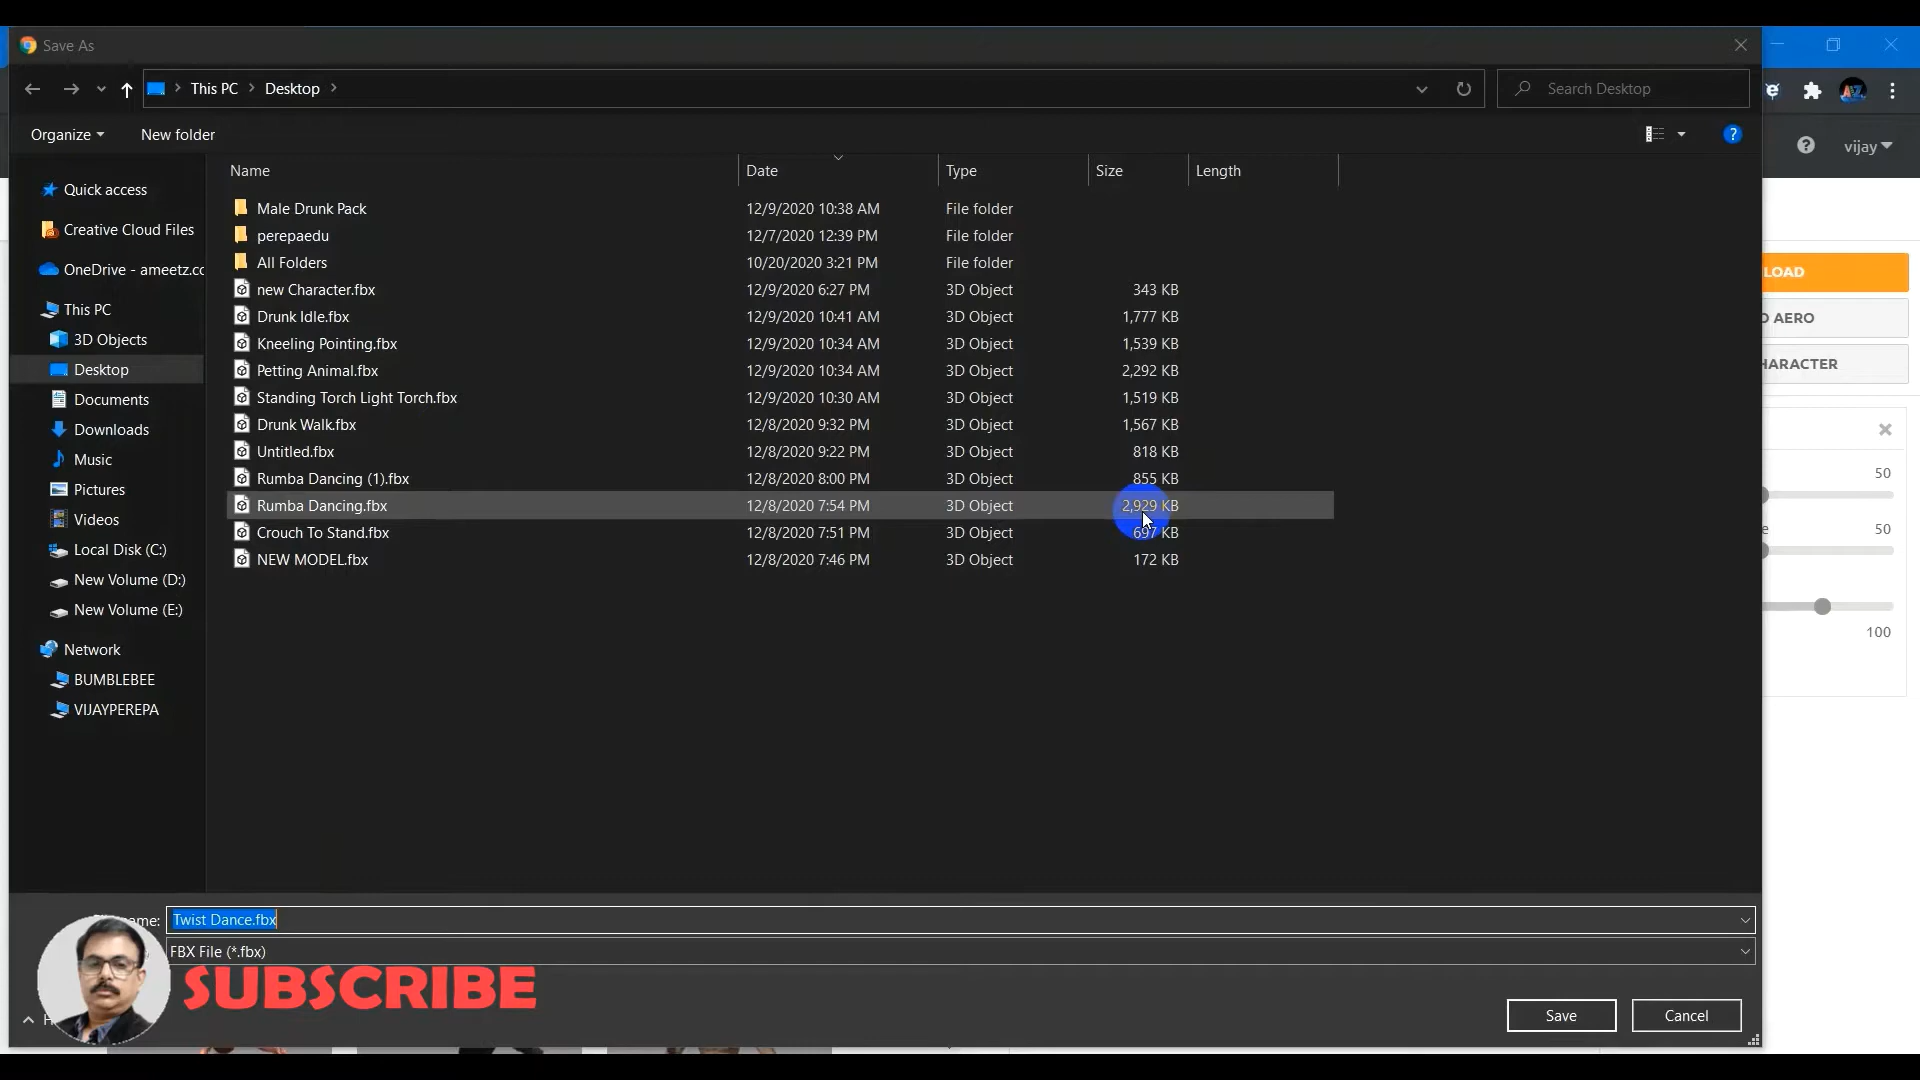 Save As
This PC > Desktop >
Search Desktop
Organize
New folder
?
vijay
Name Date Type Size Length
Quick access
Creative Cloud Files
OneDrive - ameetz.co
This PC
3D Objects
Desktop
Documents
Downloads
Music
Pictures
Videos
Local Disk (C:)
New Volume (D:)
New Volume (E:)
Network
BUMBLEBEE
VIJAYPEREPA
Male Drunk Pack 12/9/2020 10:38 AM File folder
perepaedu 12/7/2020 12:39 PM File folder
All Folders 10/20/2020 3:21 PM File folder
new Character.fbx 12/9/2020 6:27 PM 3D Object 343 KB
Drunk Idle.fbx 12/9/2020 10:41 AM 3D Object 1,777 KB
Kneeling Pointing.fbx 12/9/2020 10:34 AM 3D Object 1,539 KB
Petting Animal.fbx 12/9/2020 10:34 AM 3D Object 2,292 KB
Standing Torch Light Torch.fbx 12/9/2020 10:30 AM 3D Object 1,519 KB
Drunk Walk.fbx 12/8/2020 9:32 PM 3D Object 1,567 KB
Untitled.fbx 12/8/2020 9:22 PM 3D Object 818 KB
Rumba Dancing (1).fbx 12/8/2020 8:00 PM 3D Object 855 KB
Rumba Dancing.fbx 12/8/2020 7:54 PM 3D Object 2,929 KB
Crouch To Stand.fbx 12/8/2020 7:51 PM 3D Object 697 KB
NEW MODEL.fbx 12/8/2020 7:46 PM 3D Object 172 KB
LOAD
O AERO
HARACTER
50
e 50
100
ame: Twist Dance.fbx
FBX File (*.fbx)
SUBSCRIBE
H
Save
Cancel